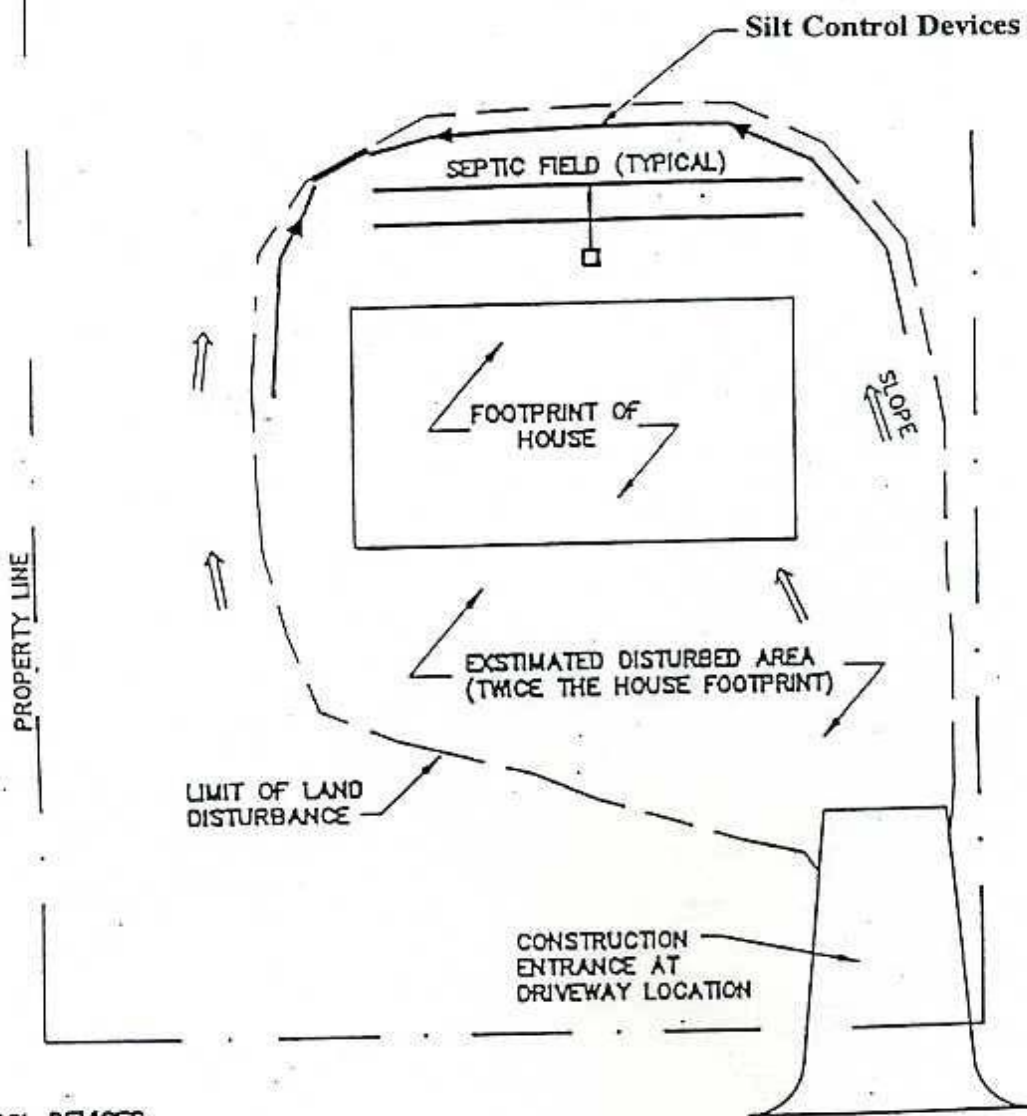 Silt Control Devices
SEPTIC FIELD (TYPICAL)
SLOPE
FOOTPRINT OF
HOUSE
PROPERTY LINE
EXSTIMATED DISTURBED AREA
(TWICE THE HOUSE FOOTPRINT)
LIMIT OF LAND
DISTURBANCE
CONSTRUCTION
ENTRANCE AT
DRIVEWAY LOCATION